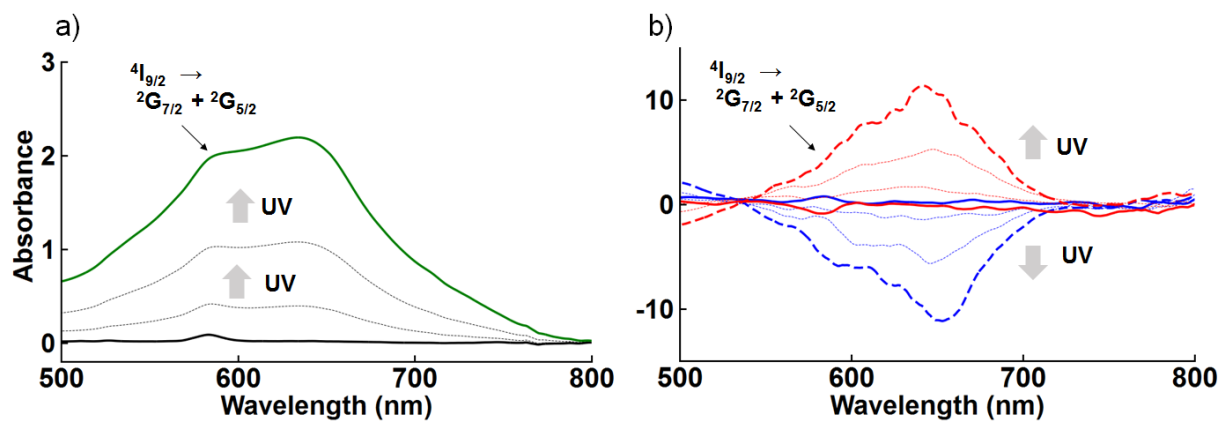 a)
3
2
1
0
Absorbance
⁴I₉/₂ →
²G₇/₂ + ²G₅/₂
UV
UV
500 600 700 800
Wavelength (nm)
b)
10
0
-10
⁴I₉/₂ →
²G₇/₂ + ²G₅/₂
UV
UV
500 600 700 800
Wavelength (nm)